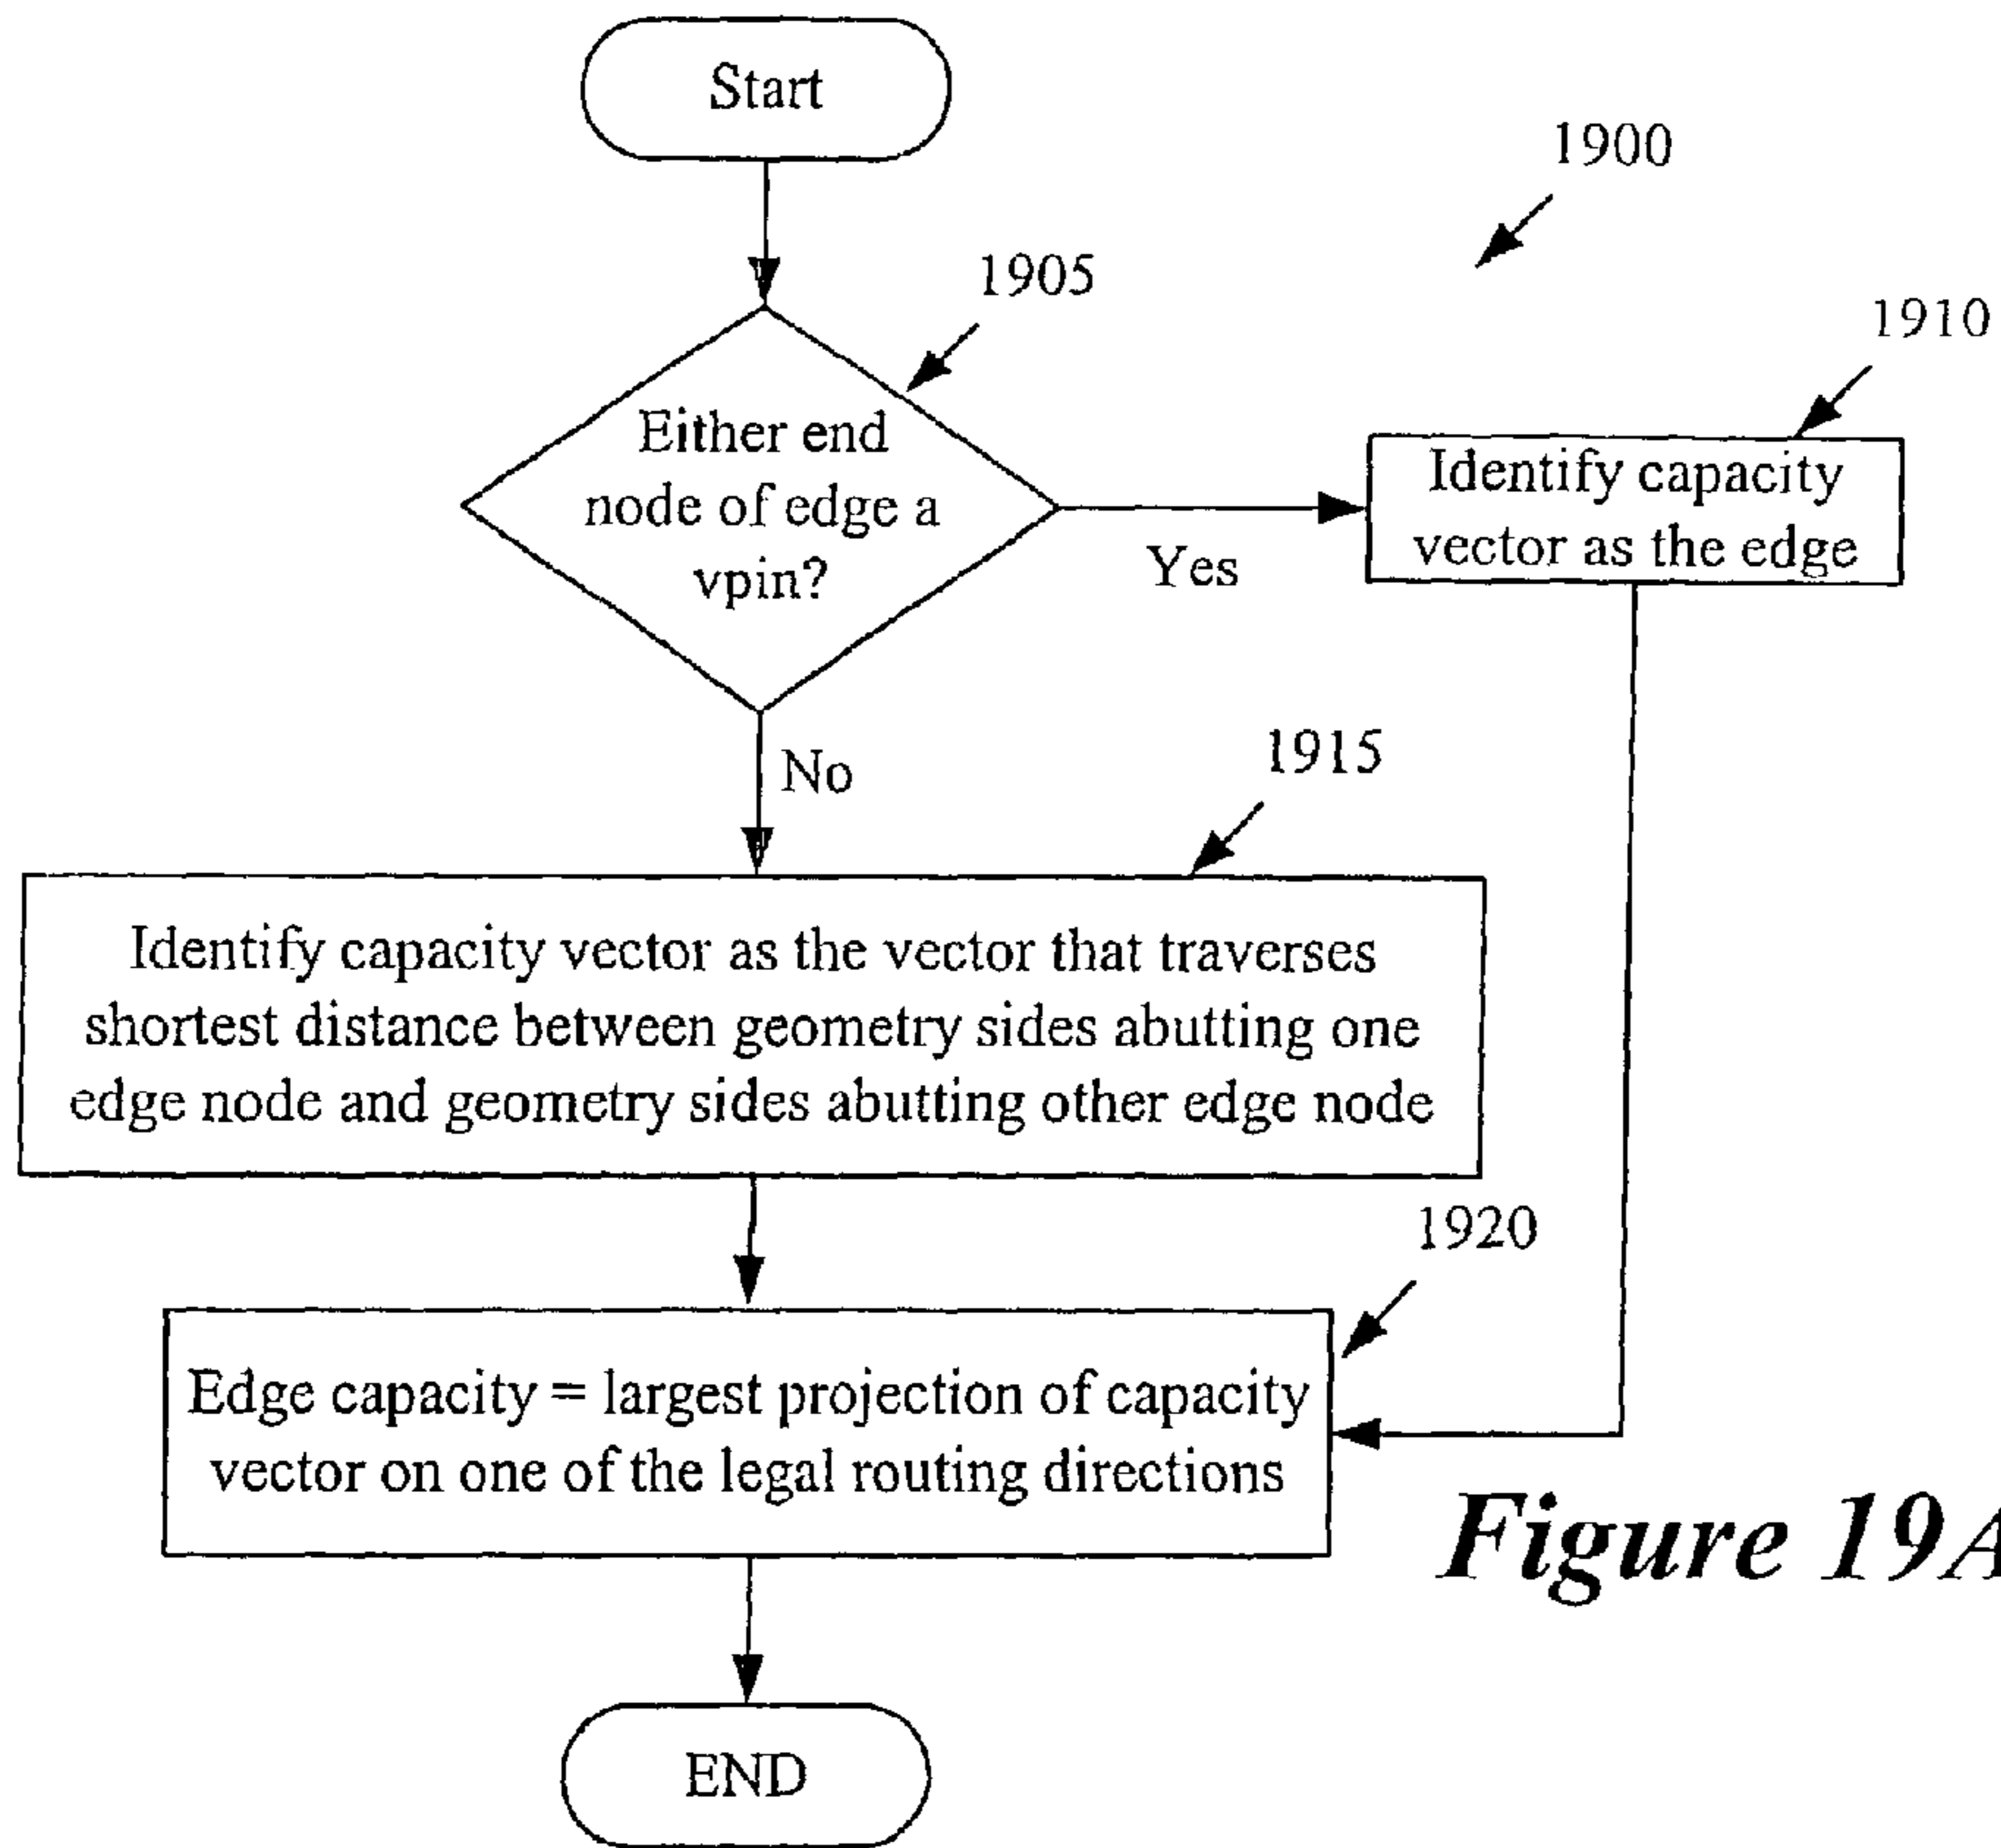 Start
1900
1905
1910
Either end
node of edge a
vpin?
Identify capacity
vector as the edge
Yes
No
1915
Identify capacity vector as the vector that traverses
shortest distance between geometry sides abutting one
edge node and geometry sides abutting other edge node
1920
Edge capacity = largest projection of capacity
vector on one of the legal routing directions
Figure 19A
END